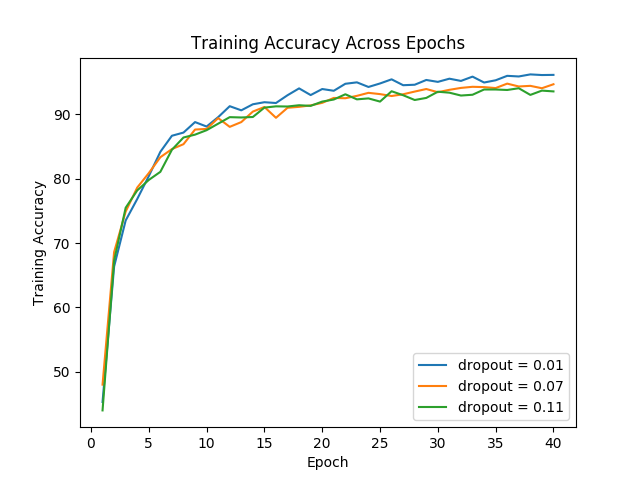 Training Accuracy Across Epochs
Training Accuracy
90
80
70
60
50
0 5 10 15 20 25 30 35 40
Epoch
dropout = 0.01
dropout = 0.07
dropout = 0.11